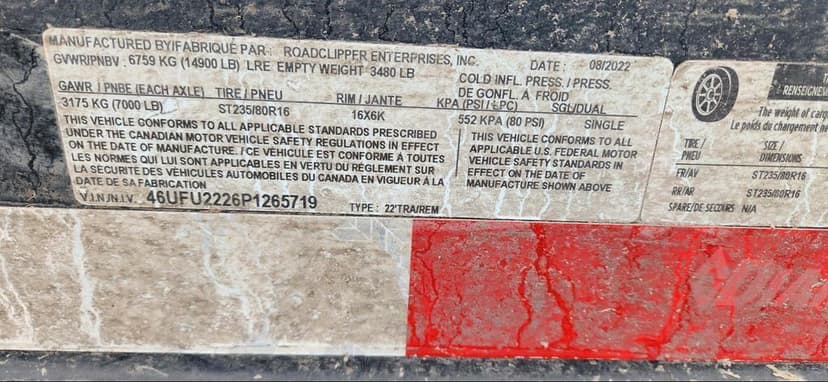 MANUFACTURED BY/FABRIQUÉ PAR : ROADCLIPPER ENTERPRISES, INC. DATE : 08/2022
GVWR/PNBV : 6759 KG (14900 LB) LRE. EMPTY WEIGHT 3480 LB
COLD INFL. PRESS./PRESS.
DE GONFL. À FROID
GAWR / PNBE (EACH AXLE) TIRE / PNEU RIM / JANTE KPA (PSI / LPC) SGL/DUAL
3175 KG (7000 LB) ST235/80R16 16X6K 552 KPA (80 PSI) SINGLE
THIS VEHICLE CONFORMS TO ALL APPLICABLE STANDARDS PRESCRIBED
UNDER THE CANADIAN MOTOR VEHICLE SAFETY REGULATIONS IN EFFECT
ON THE DATE OF MANUFACTURE. / CE VÉHICULE EST CONFORME À TOUTES
LES NORMES QUI LUI SONT APPLICABLES EN VERTU DU RÈGLEMENT SUR
LA SÉCURITÉ DES VÉHICULES AUTOMOBILES DU CANADA EN VIGUEUR À LA
DATE DE SA FABRICATION
THIS VEHICLE CONFORMS TO ALL
APPLICABLE U.S. FEDERAL MOTOR
VEHICLE SAFETY STANDARDS IN
EFFECT ON THE DATE OF
MANUFACTURE SHOWN ABOVE
V.I.N./N.I.V. 46UFU2226P1265719 TYPE : 22'TRA/REM
The weight of
Le poids du chargement
TIRE /
PNEU
SIZE /
DIMENSIONS
FR/AV ST235/80R16
RR/AR ST235/80R16
SPARE/DE SECOURS N/A